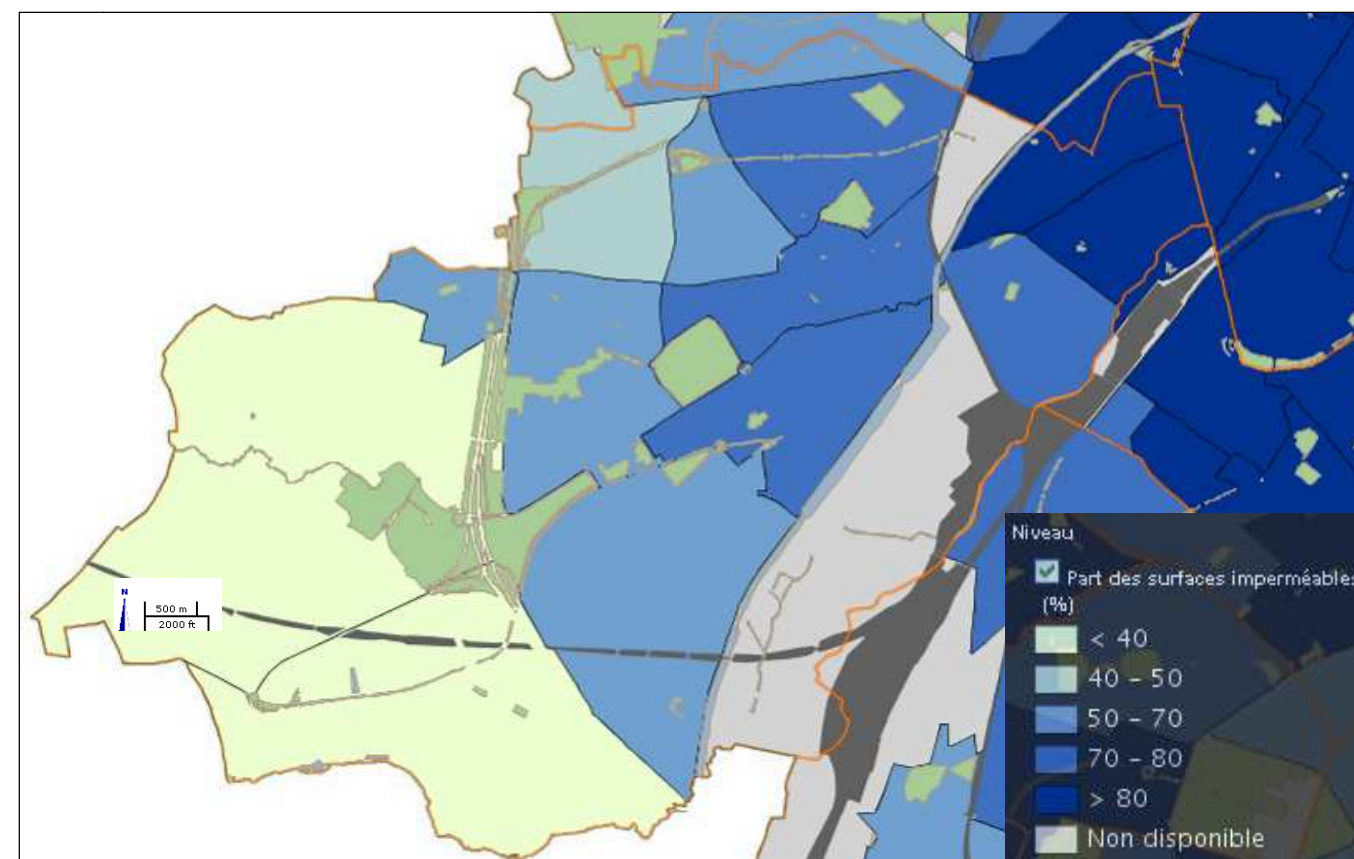 N
500 m
2000 ft
Niveau
Part des surfaces imperméables
(%)
< 40
40 – 50
50 – 70
70 – 80
> 80
Non disponible